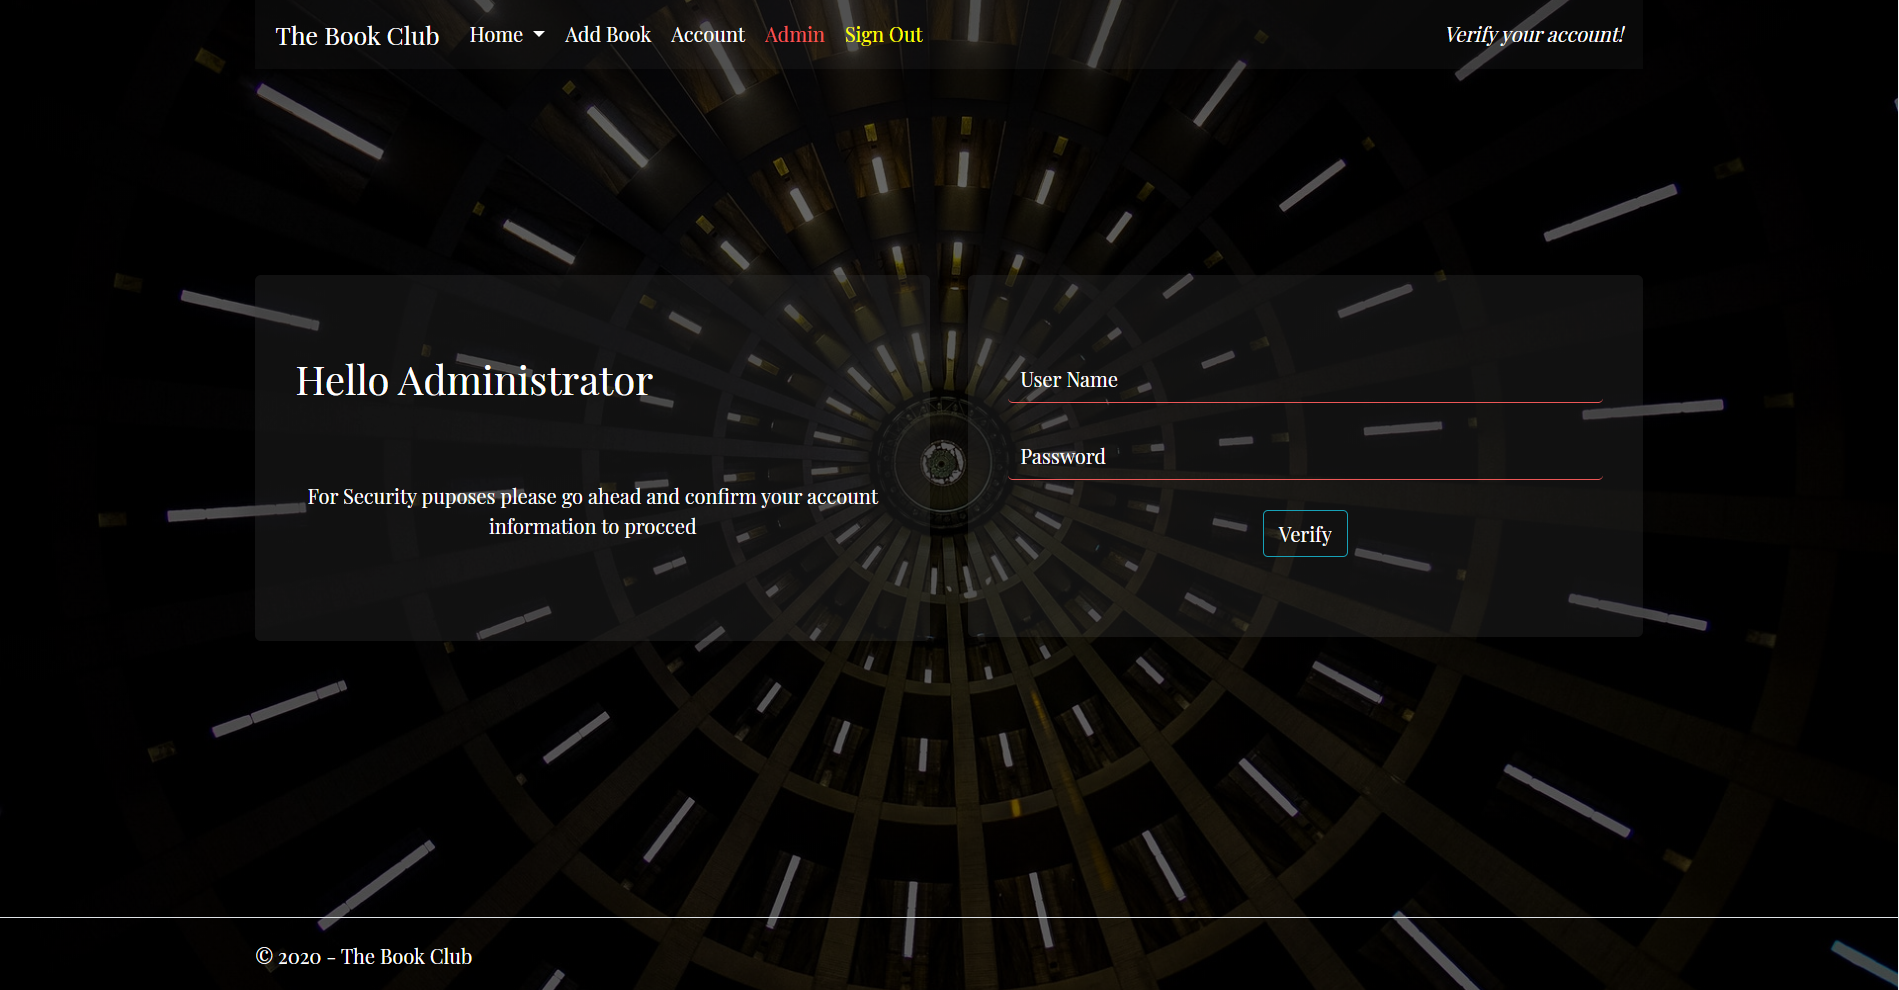 The Book Club Home Add Book Account Admin Sign Out Verify your account!
Hello Administrator
For Security puposes please go ahead and confirm your account
information to procced
User Name
Password
Verify
© 2020 - The Book Club